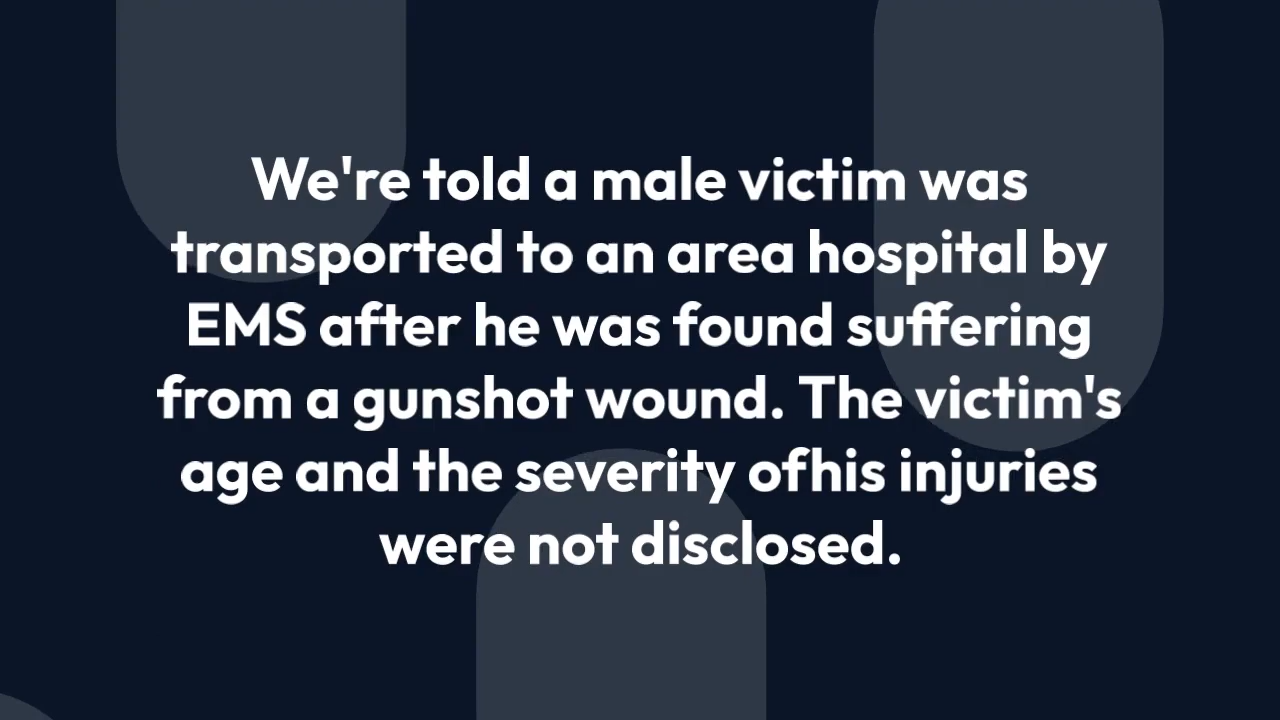 We're told a male victim was
transported to an area hospital by
EMS after he was found suffering
from a gunshot wound. The victim's
age and the severity ofhis injuries
were not disclosed.